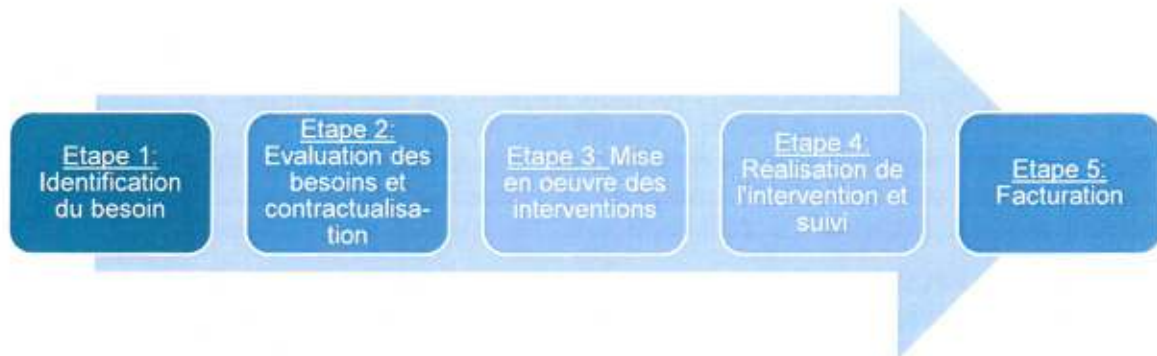 Etape 1:
Identification
du besoin
Etape 2:
Evaluation des
besoins et
contractualisa-
tion
Etape 3: Mise
en oeuvre des
interventions
Etape 4:
Réalisation de
l'intervention et
suivi
Etape 5:
Facturation